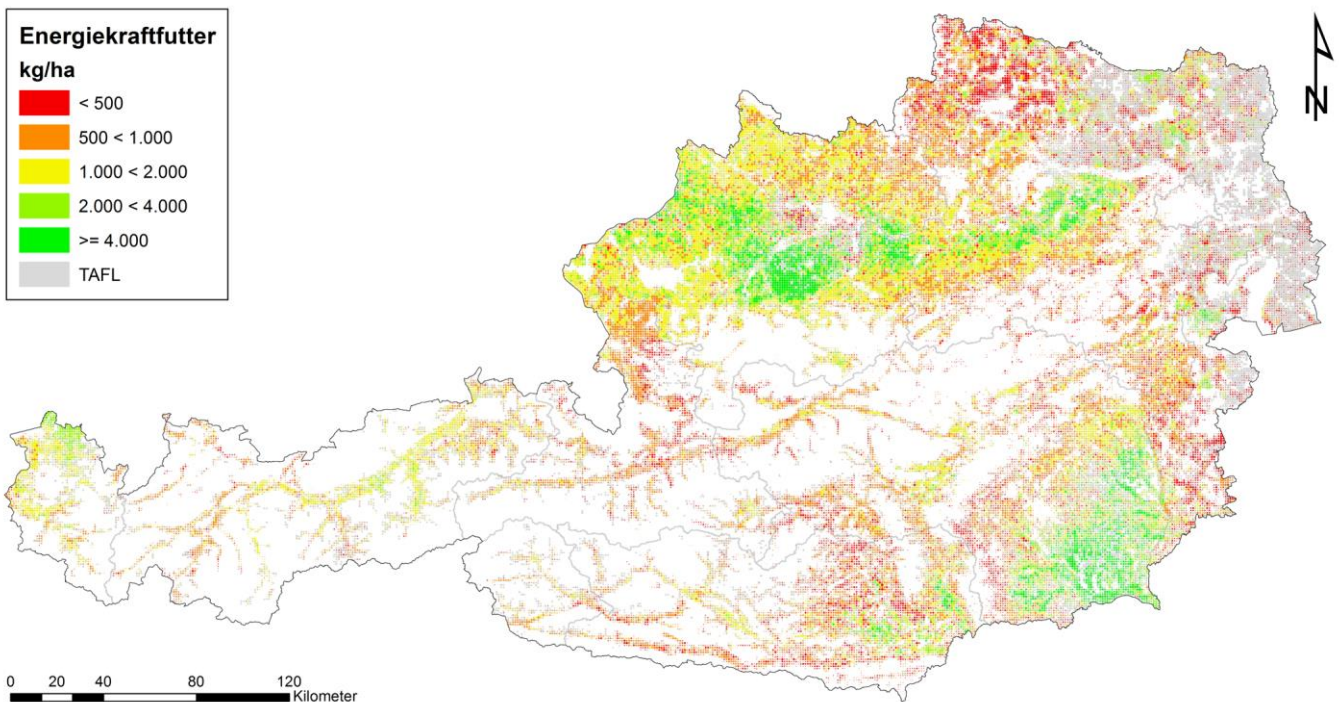 Energiekraftfutter
kg/ha
< 500
500 < 1.000
1.000 < 2.000
2.000 < 4.000
>= 4.000
TAFL
N
0 20 40 80 120
Kilometer